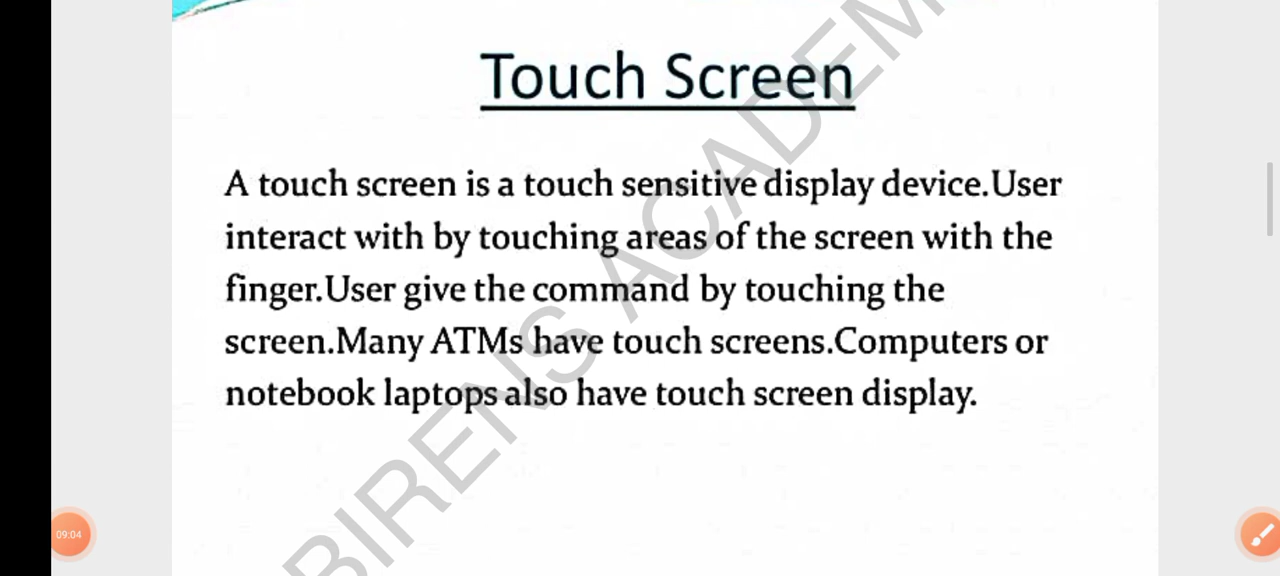 Touch Screen
A touch screen is a touch sensitive display device.User
interact with by touching areas of the screen with the
finger.User give the command by touching the
screen.Many ATMs have touch screens.Computers or
notebook laptops also have touch screen display.
BIRENS ACADEM
09:04